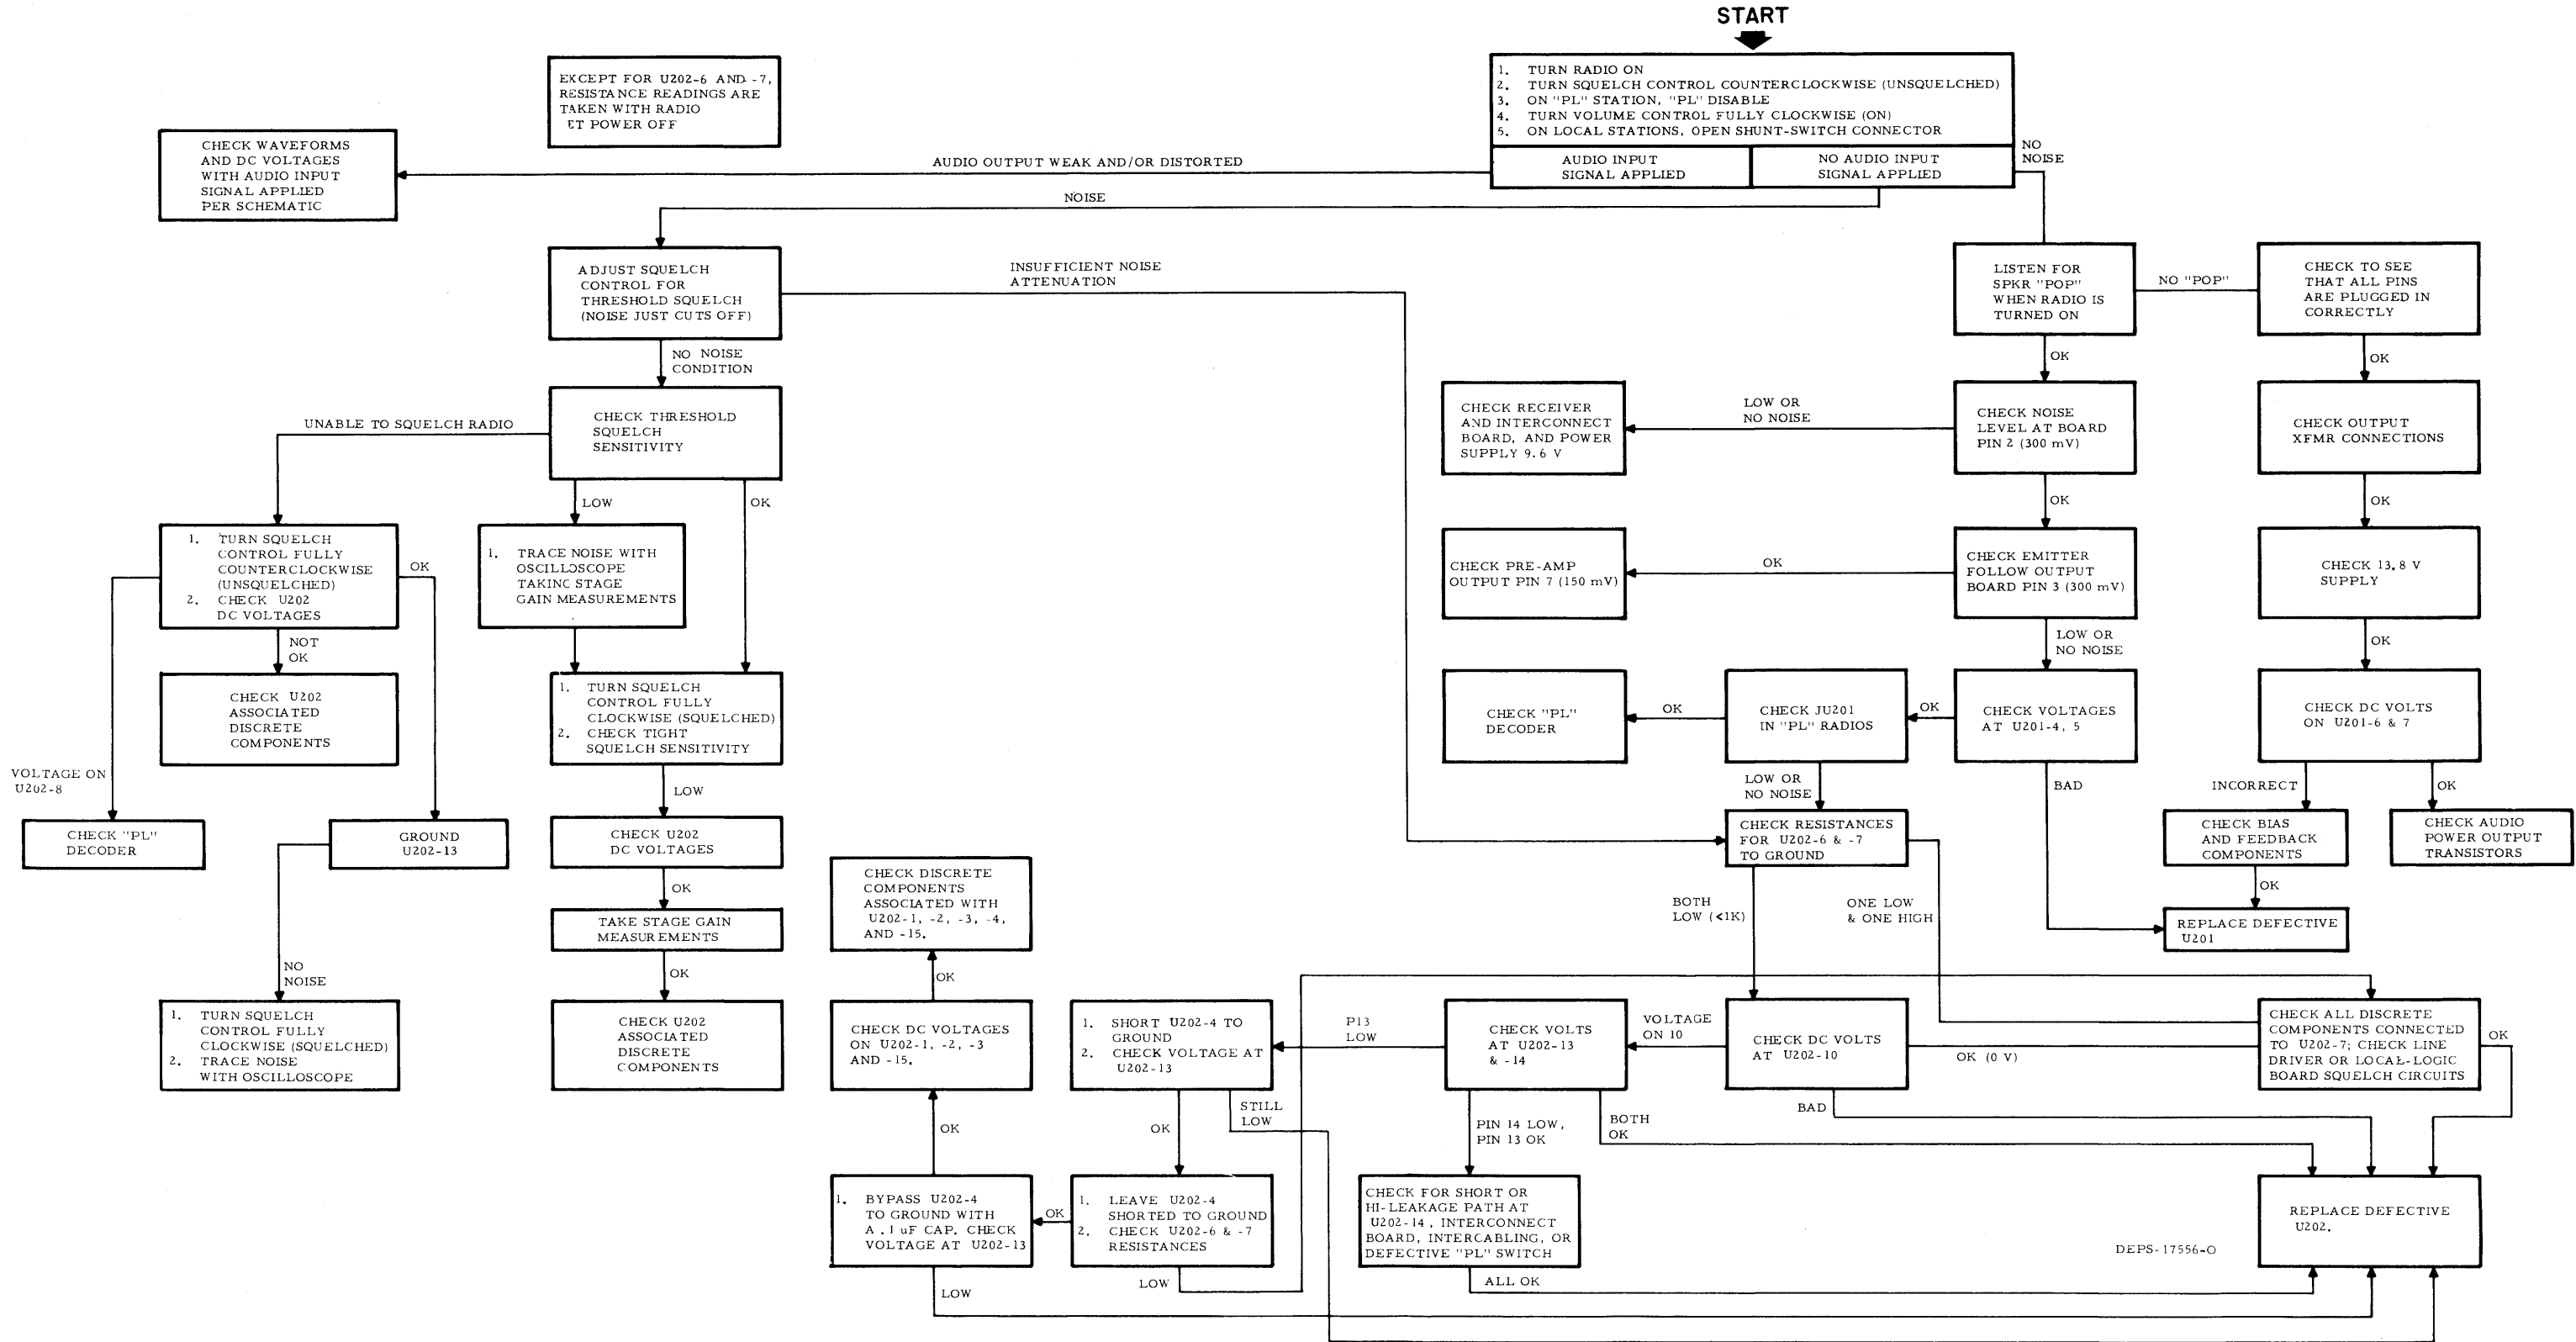 START
1. TURN RADIO ON
2. TURN SQUELCH CONTROL COUNTERCLOCKWISE (UNSQUELCHED)
3. ON "PL" STATION, "PL" DISABLE
4. TURN VOLUME CONTROL FULLY CLOCKWISE (ON)
5. ON LOCAL STATIONS, OPEN SHUNT-SWITCH CONNECTOR
AUDIO INPUT
SIGNAL APPLIED
NO AUDIO INPUT
SIGNAL APPLIED
NO
NOISE
EXCEPT FOR U202-6 AND -7,
RESISTANCE READINGS ARE
TAKEN WITH RADIO
ET POWER OFF
CHECK WAVEFORMS
AND DC VOLTAGES
WITH AUDIO INPUT
SIGNAL APPLIED
PER SCHEMATIC
AUDIO OUTPUT WEAK AND/OR DISTORTED
NOISE
ADJUST SQUELCH
CONTROL FOR
THRESHOLD SQUELCH
(NOISE JUST CUTS OFF)
INSUFFICIENT NOISE
ATTENUATION
LISTEN FOR
SPKR "POP"
WHEN RADIO IS
TURNED ON
NO "POP"
CHECK TO SEE
THAT ALL PINS
ARE PLUGGED IN
CORRECTLY
NO NOISE
CONDITION
OK
OK
CHECK THRESHOLD
SQUELCH
SENSITIVITY
UNABLE TO SQUELCH RADIO
CHECK RECEIVER
AND INTERCONNECT
BOARD, AND POWER
SUPPLY 9.6 V
LOW OR
NO NOISE
CHECK NOISE
LEVEL AT BOARD
PIN 2 (300 mV)
CHECK OUTPUT
XFMR CONNECTIONS
LOW
OK
OK
OK
1. TURN SQUELCH
CONTROL FULLY
COUNTERCLOCKWISE
(UNSQUELCHED)
2. CHECK U202
DC VOLTAGES
OK
1. TRACE NOISE WITH
OSCILLOSCOPE
TAKING STAGE
GAIN MEASUREMENTS
CHECK PRE-AMP
OUTPUT PIN 7 (150 mV)
OK
CHECK EMITTER
FOLLOW OUTPUT
BOARD PIN 3 (300 mV)
CHECK 13.8 V
SUPPLY
NOT
OK
LOW OR
NO NOISE
OK
CHECK U202
ASSOCIATED
DISCRETE
COMPONENTS
1. TURN SQUELCH
CONTROL FULLY
CLOCKWISE (SQUELCHED)
2. CHECK TIGHT
SQUELCH SENSITIVITY
CHECK "PL"
DECODER
OK
CHECK JU201
IN "PL" RADIOS
OK
CHECK VOLTAGES
AT U201-4, 5
CHECK DC VOLTS
ON U201-6 & 7
VOLTAGE ON
U202-8
LOW
LOW OR
NO NOISE
BAD
INCORRECT
OK
CHECK "PL"
DECODER
GROUND
U202-13
CHECK U202
DC VOLTAGES
CHECK RESISTANCES
FOR U202-6 & -7
TO GROUND
CHECK BIAS
AND FEEDBACK
COMPONENTS
CHECK AUDIO
POWER OUTPUT
TRANSISTORS
CHECK DISCRETE
COMPONENTS
ASSOCIATED WITH
U202-1, -2, -3, -4,
AND -15.
OK
BOTH
LOW (<1K)
ONE LOW
& ONE HIGH
OK
TAKE STAGE GAIN
MEASUREMENTS
REPLACE DEFECTIVE
U201
NO
NOISE
OK
OK
1. TURN SQUELCH
CONTROL FULLY
CLOCKWISE (SQUELCHED)
2. TRACE NOISE
WITH OSCILLOSCOPE
CHECK U202
ASSOCIATED
DISCRETE
COMPONENTS
CHECK DC VOLTAGES
ON U202-1, -2, -3
AND -15.
1. SHORT U202-4 TO
GROUND
2. CHECK VOLTAGE AT
U202-13
P13
LOW
CHECK VOLTS
AT U202-13
& -14
VOLTAGE
ON 10
CHECK DC VOLTS
AT U202-10
OK (0 V)
CHECK ALL DISCRETE
COMPONENTS CONNECTED
TO U202-7; CHECK LINE
DRIVER OR LOCAL-LOGIC
BOARD SQUELCH CIRCUITS
OK
OK
OK
STILL
LOW
PIN 14 LOW,
PIN 13 OK
BOTH
OK
BAD
1. BYPASS U202-4
TO GROUND WITH
A .1 uF CAP. CHECK
VOLTAGE AT U202-13
OK
1. LEAVE U202-4
SHORTED TO GROUND
2. CHECK U202-6 & -7
RESISTANCES
CHECK FOR SHORT OR
HI-LEAKAGE PATH AT
U202-14, INTERCONNECT
BOARD, INTERCABLING, OR
DEFECTIVE "PL" SWITCH
REPLACE DEFECTIVE
U202.
DEPS-17556-O
LOW
LOW
ALL OK